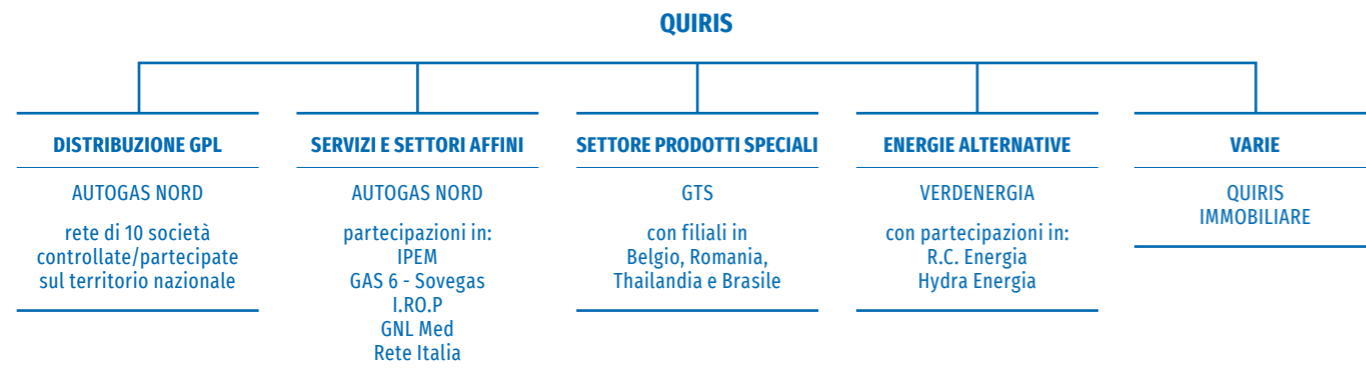 QUIRIS
DISTRIBUZIONE GPL
AUTOGAS NORD
rete di 10 società
controllate/partecipate
sul territorio nazionale
SERVIZI E SETTORI AFFINI
AUTOGAS NORD
partecipazioni in:
IPEM
GAS 6 - Sovegas
I.RO.P
GNL Med
Rete Italia
SETTORE PRODOTTI SPECIALI
GTS
con filiali in
Belgio, Romania,
Thailandia e Brasile
ENERGIE ALTERNATIVE
VERDENERGIA
con partecipazioni in:
R.C. Energia
Hydra Energia
VARIE
QUIRIS
IMMOBILIARE